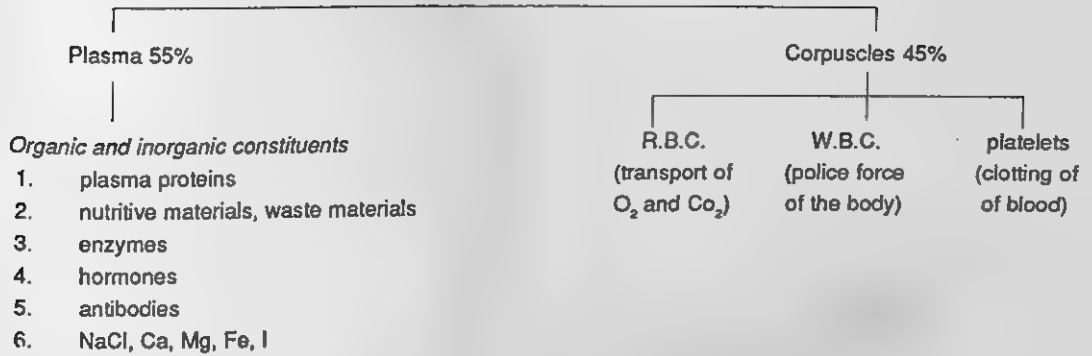 Plasma 55%
Corpuscles 45%
Organic and inorganic constituents
1. plasma proteins
2. nutritive materials, waste materials
3. enzymes
4. hormones
5. antibodies
6. NaCl, Ca, Mg, Fe, I
R.B.C.
(transport of
O₂ and Co₂)
W.B.C.
(police force
of the body)
platelets
(clotting of
of blood)